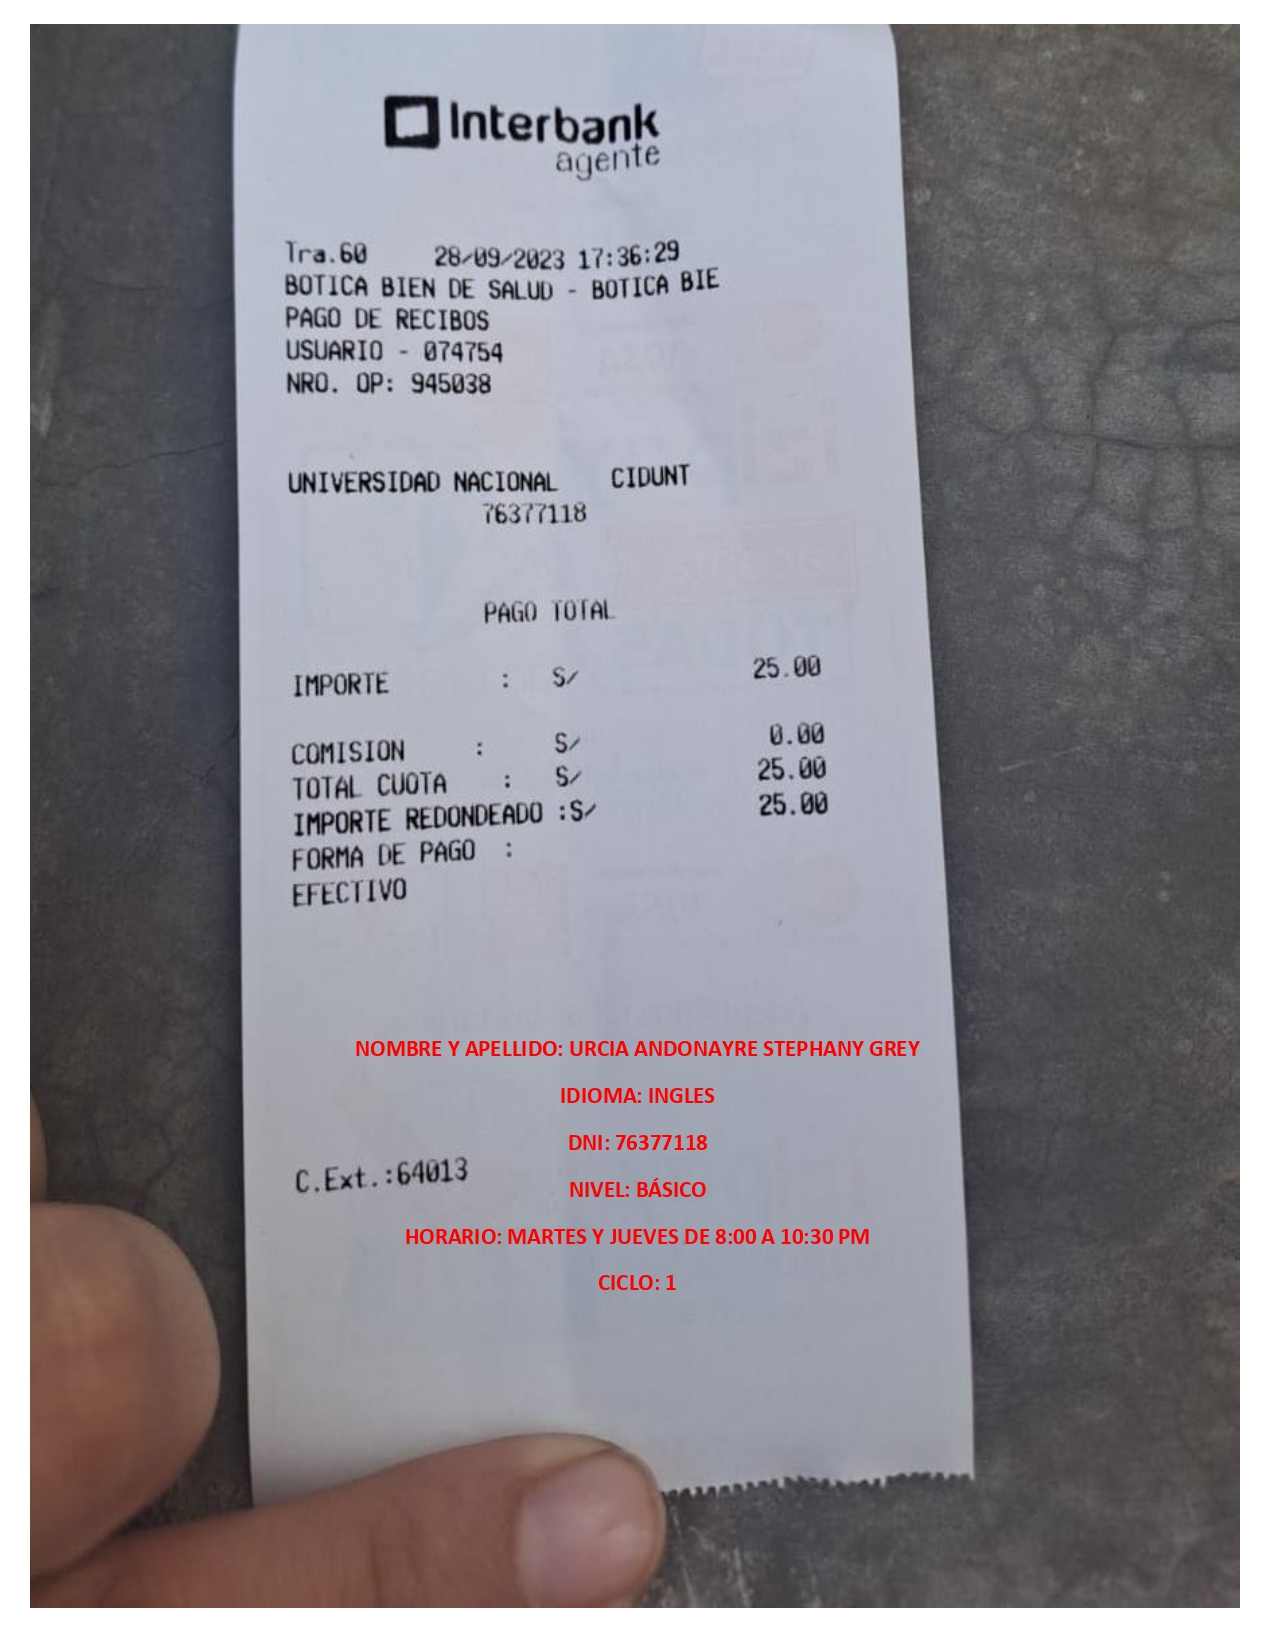 Interbank
agente
Tra.60 28/09/2023 17:36:29
BOTICA BIEN DE SALUD - BOTICA BIE
PAGO DE RECIBOS
USUARIO - 074754
NRO. OP: 945038
UNIVERSIDAD NACIONAL CIDUNT
76377118
PAGO TOTAL
IMPORTE : S/ 25.00
COMISION : S/ 0.00
TOTAL CUOTA : S/ 25.00
IMPORTE REDONDEADO :S/ 25.00
FORMA DE PAGO :
EFECTIVO
NOMBRE Y APELLIDO: URCIA ANDONAYRE STEPHANY GREY
IDIOMA: INGLES
DNI: 76377118
C.Ext.:64013
NIVEL: BÁSICO
HORARIO: MARTES Y JUEVES DE 8:00 A 10:30 PM
CICLO: 1